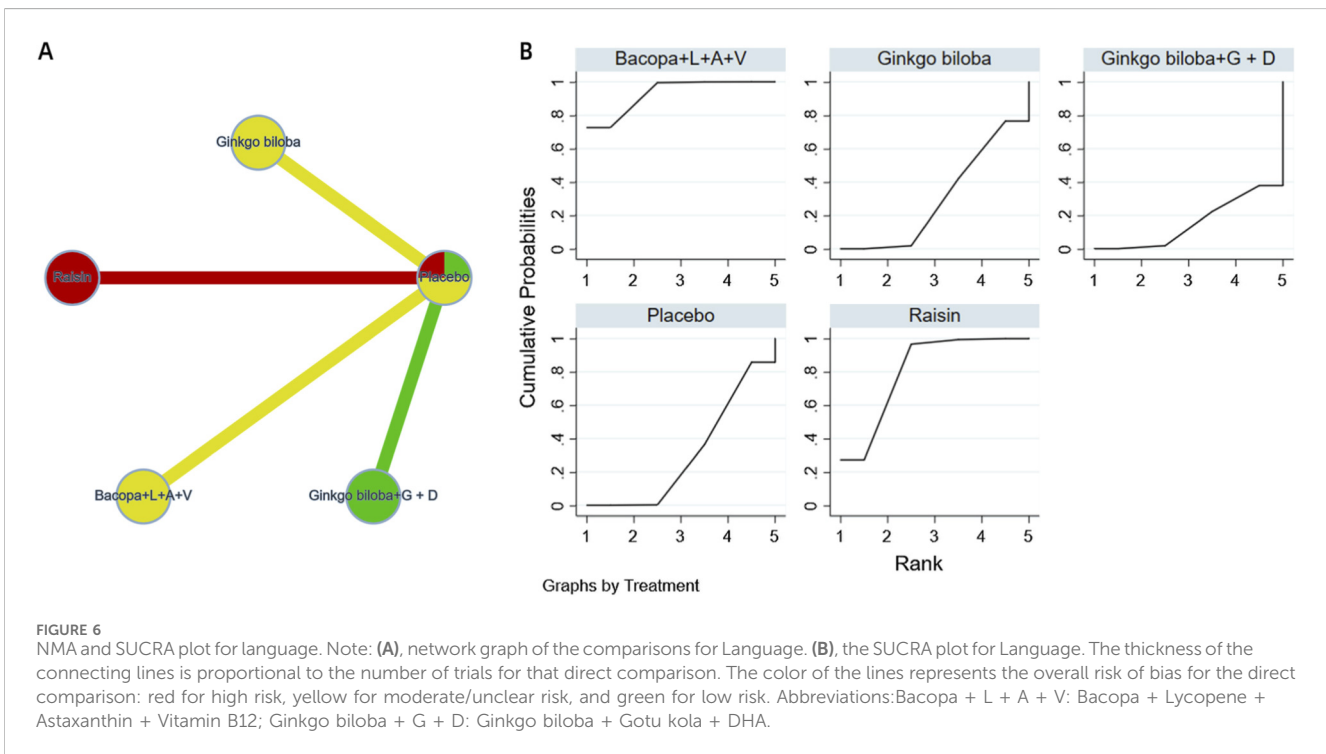 A
Ginkgo biloba
Raisin
Placebo
Bacopa+L+A+V
Ginkgo biloba+G + D
B
Bacopa+L+A+V
Ginkgo biloba
Ginkgo biloba+G + D
0 .2 .4 .6 .8 1
1 2 3 4 5
1 2 3 4 5
1 2 3 4 5
Placebo
Raisin
0 .2 .4 .6 .8 1
1 2 3 4 5
1 2 3 4 5
Cumulative Probabilities
Rank
Graphs by Treatment
FIGURE 6
NMA and SUCRA plot for language. Note: (A), network graph of the comparisons for Language. (B), the SUCRA plot for Language. The thickness of the
connecting lines is proportional to the number of trials for that direct comparison. The color of the lines represents the overall risk of bias for the direct
comparison: red for high risk, yellow for moderate/unclear risk, and green for low risk. Abbreviations:Bacopa + L + A + V: Bacopa + Lycopene +
Astaxanthin + Vitamin B12; Ginkgo biloba + G + D: Ginkgo biloba + Gotu kola + DHA.